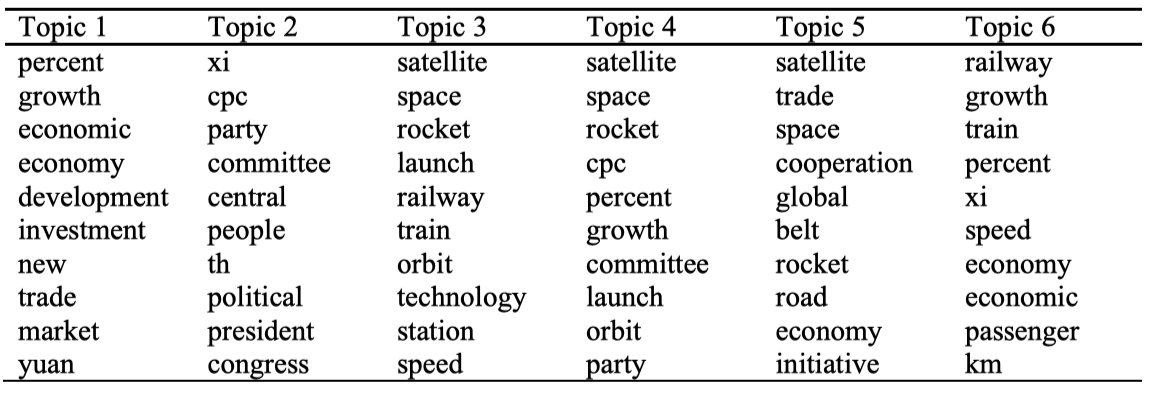 Topic 1 Topic 2 Topic 3 Topic 4 Topic 5 Topic 6
percent xi satellite satellite satellite railway
growth cpc space space trade growth
economic party rocket rocket space train
economy committee launch cpc cooperation percent
development central railway percent global xi
investment people train growth belt speed
new th orbit committee rocket economy
trade political technology launch road economic
market president station orbit economy passenger
yuan congress speed party initiative km